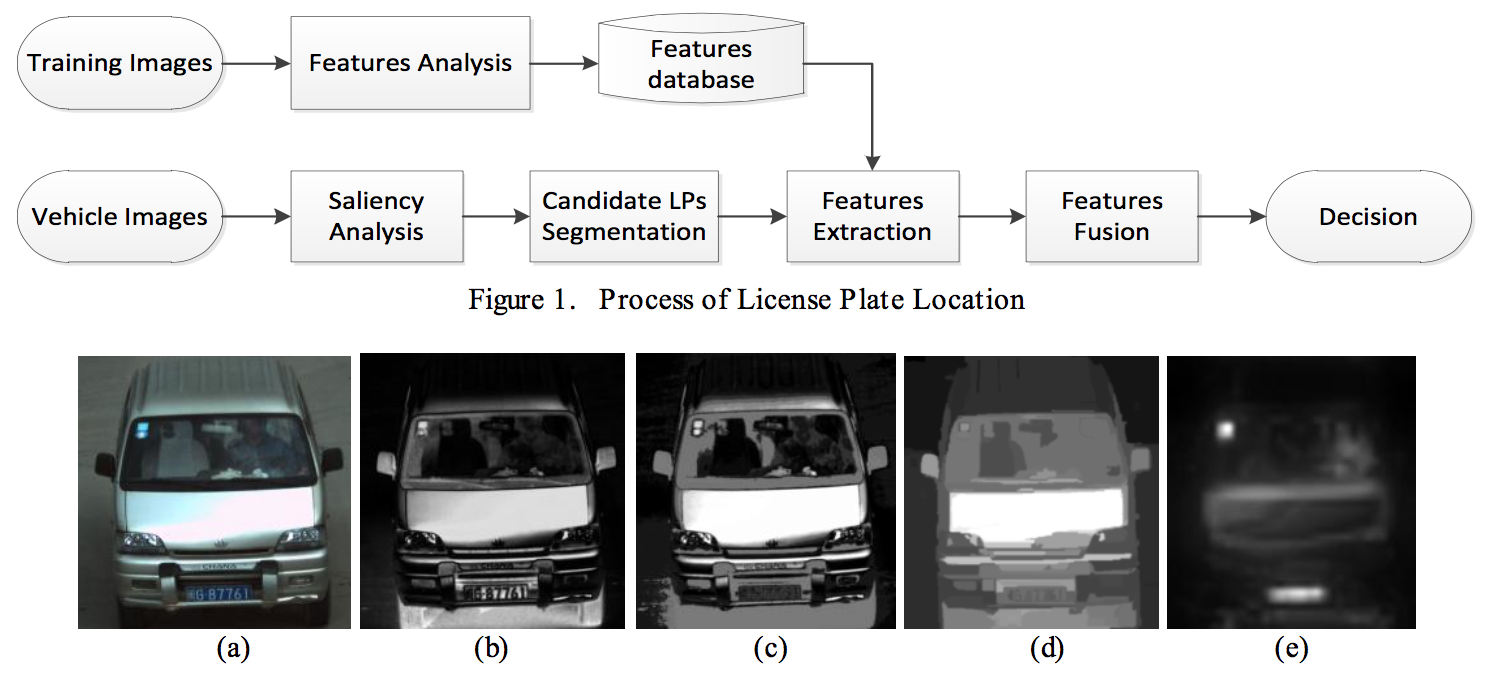 Training Images
Features Analysis
Features
database
Vehicle Images
Saliency
Analysis
Candidate LPs
Segmentation
Features
Extraction
Features
Fusion
Decision
Figure 1. Process of License Plate Location
CHANA
G·87761
(a)
(b)
(c)
(d)
(e)